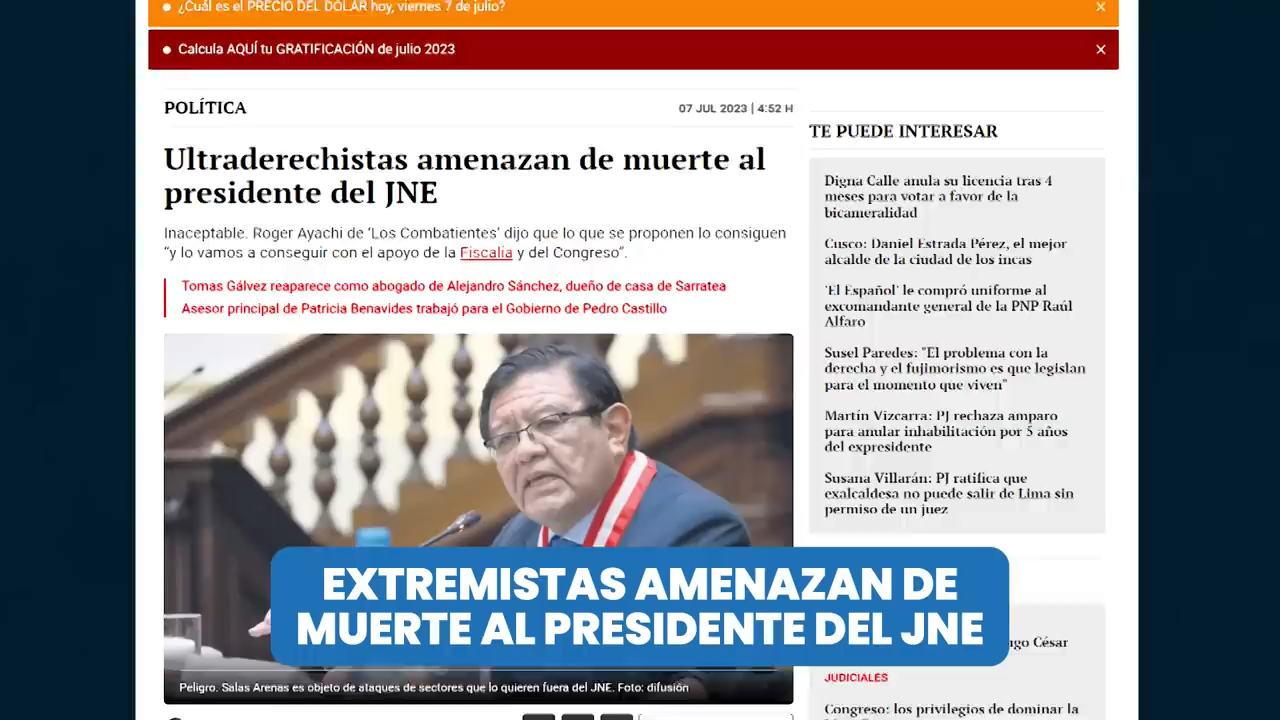 ¿Cuál es el PRECIO DEL DÓLAR hoy, viernes 7 de julio?
Calcula AQUÍ tu GRATIFICACIÓN de julio 2023
POLÍTICA
07 JUL 2023 | 4:52 H
Ultraderechistas amenazan de muerte al
presidente del JNE
Inaceptable. Roger Ayachi de ‘Los Combatientes’ dijo que lo que se proponen lo consiguen
“y lo vamos a conseguir con el apoyo de la Fiscalía y del Congreso”.
Tomas Gálvez reaparece como abogado de Alejandro Sánchez, dueño de casa de Sarratea
Asesor principal de Patricia Benavides trabajó para el Gobierno de Pedro Castillo
EXTREMISTAS AMENAZAN DE
MUERTE AL PRESIDENTE DEL JNE
Peligro. Salas Arenas es objeto de ataques de sectores que lo quieren fuera del JNE. Foto: difusión
TE PUEDE INTERESAR
Digna Calle anula su licencia tras 4
meses para votar a favor de la
bicameralidad
Cusco: Daniel Estrada Pérez, el mejor
alcalde de la ciudad de los incas
'El Español' le compró uniforme al
excomandante general de la PNP Raúl
Alfaro
Susel Paredes: "El problema con la
derecha y el fujimorismo es que legislan
para el momento que viven"
Martín Vizcarra: PJ rechaza amparo
para anular inhabilitación por 5 años
del expresidente
Susana Villarán: PJ ratifica que
exalcaldesa no puede salir de Lima sin
permiso de un juez
César
JUDICIALES
Congreso: los privilegios de dominar la